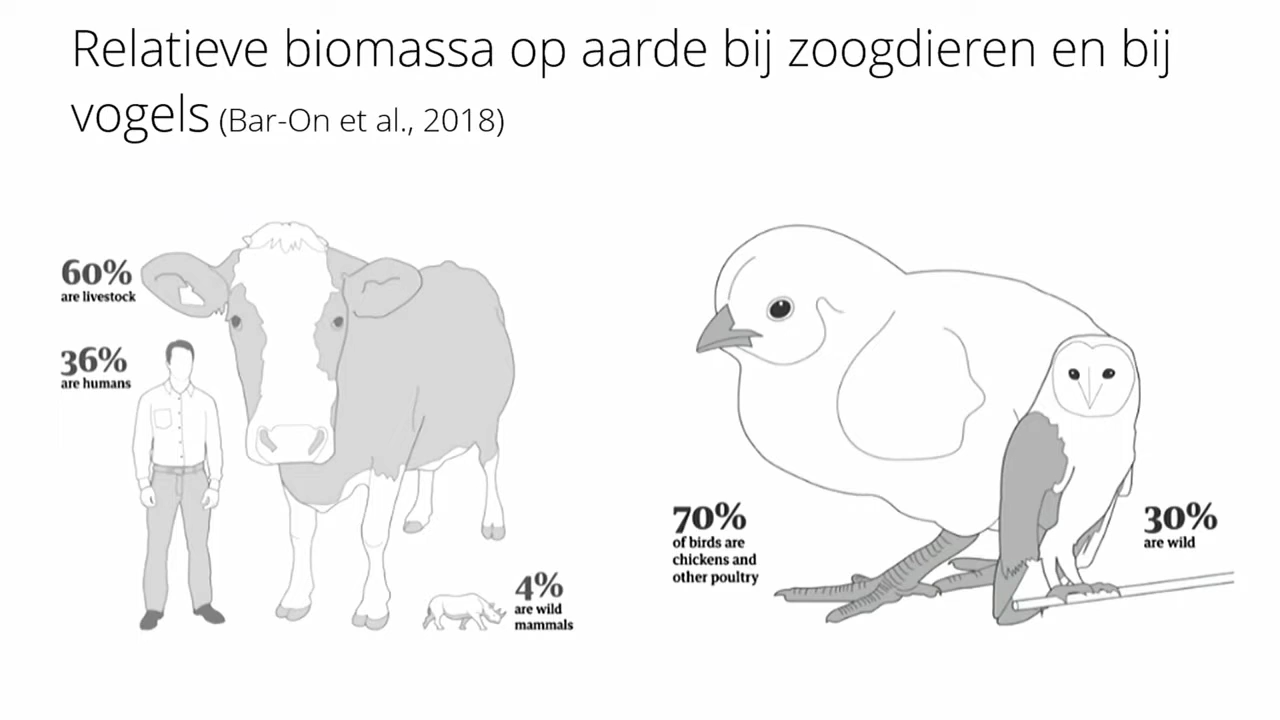 Relatieve biomassa op aarde bij zoogdieren en bij
vogels (Bar-On et al., 2018)
60%
are livestock
36%
are humans
4%
are wild
mammals
70%
of birds are
chickens and
other poultry
30%
are wild